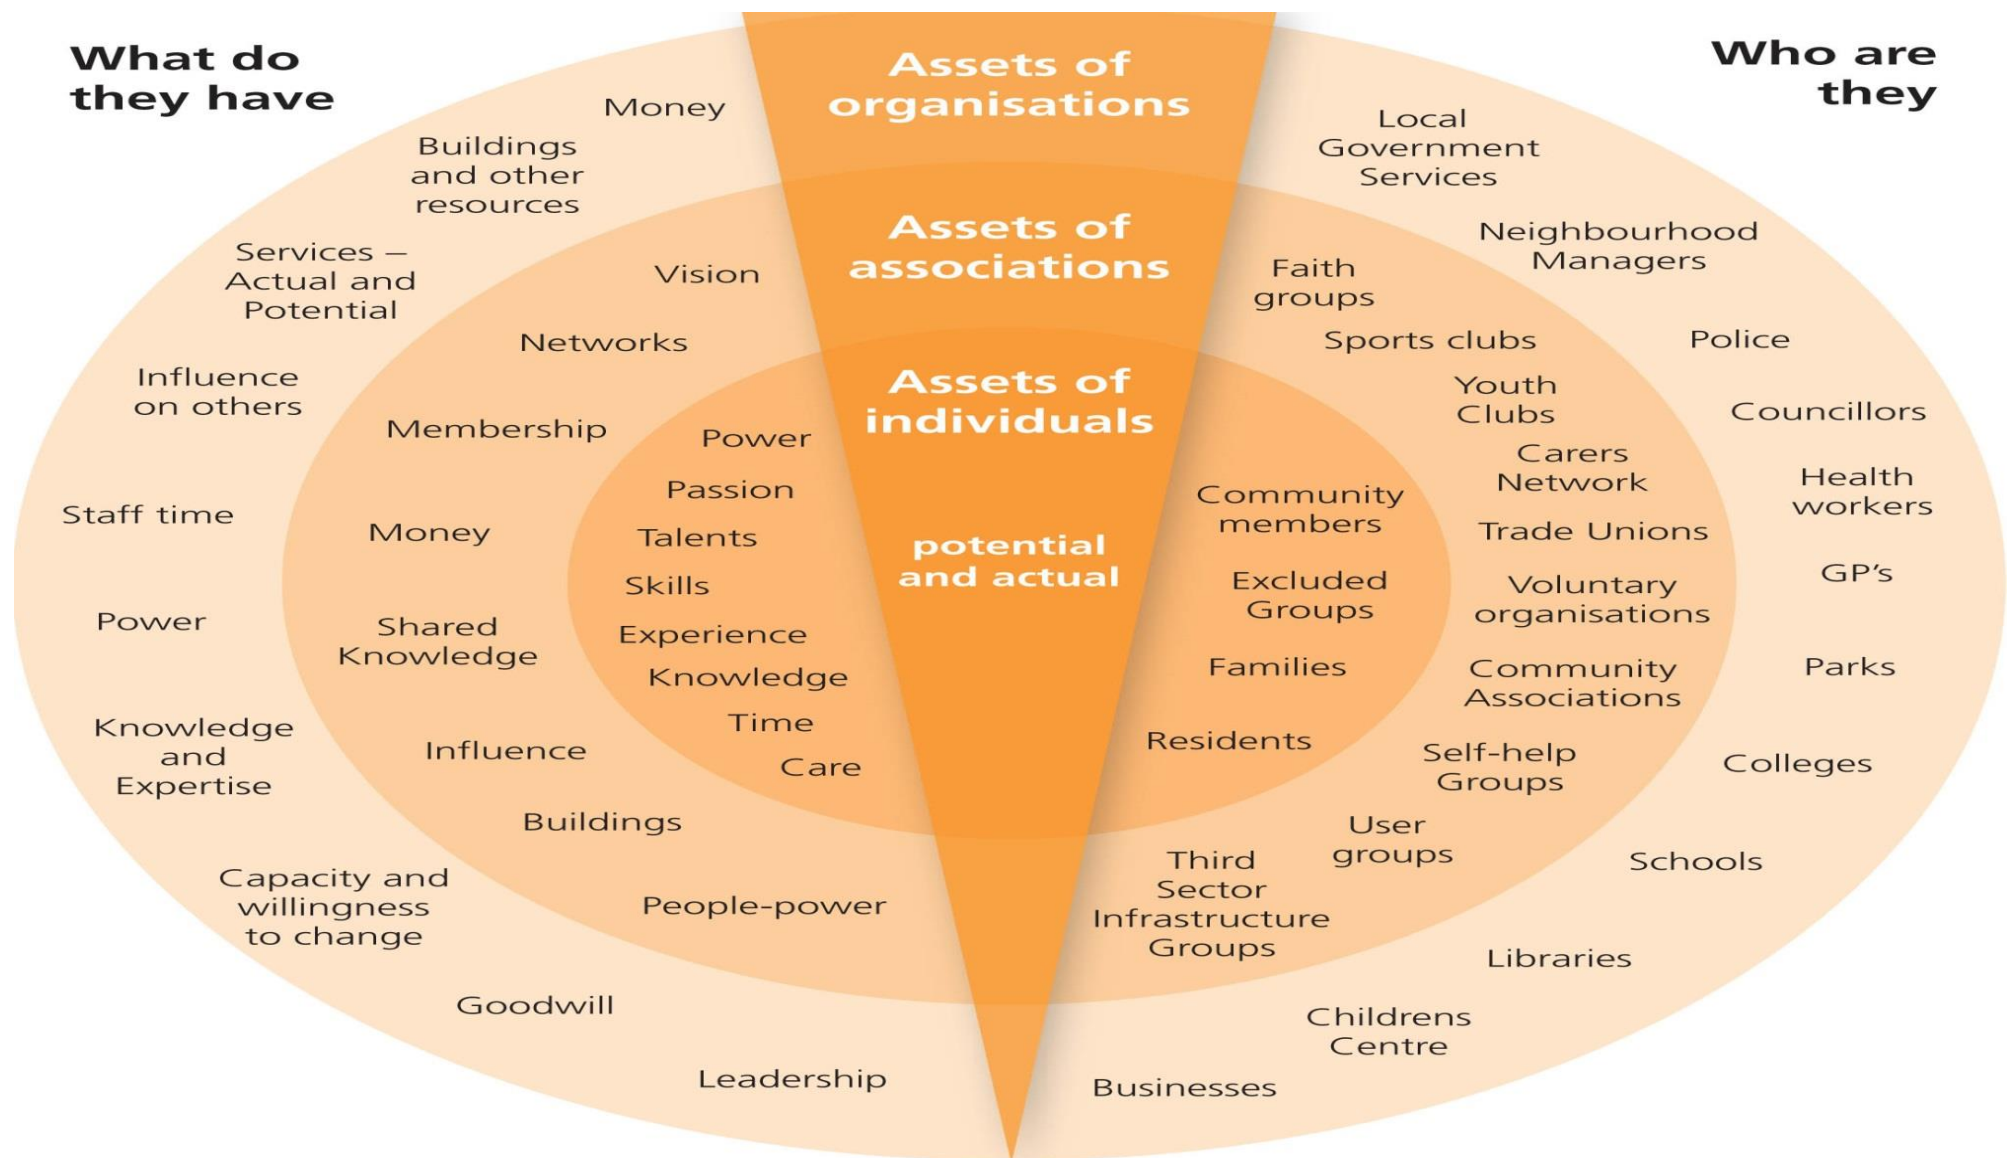 What do
they have
Who are
they
Assets of
organisations
Assets of
associations
Assets of
individuals
potential
and actual
Money
Buildings
and other
resources
Services –
Actual and
Potential
Influence
on others
Staff time
Power
Knowledge
and
Expertise
Capacity and
willingness
to change
Goodwill
Leadership
Vision
Networks
Membership
Money
Shared
Knowledge
Influence
Buildings
People-power
Power
Passion
Talents
Skills
Experience
Knowledge
Time
Care
Community
members
Excluded
Groups
Families
Residents
Faith
groups
Sports clubs
Youth
Clubs
Carers
Network
Trade Unions
Voluntary
organisations
Community
Associations
Self-help
Groups
User
groups
Third
Sector
Infrastructure
Groups
Local
Government
Services
Neighbourhood
Managers
Police
Councillors
Health
workers
GP’s
Parks
Colleges
Schools
Libraries
Childrens
Centre
Businesses